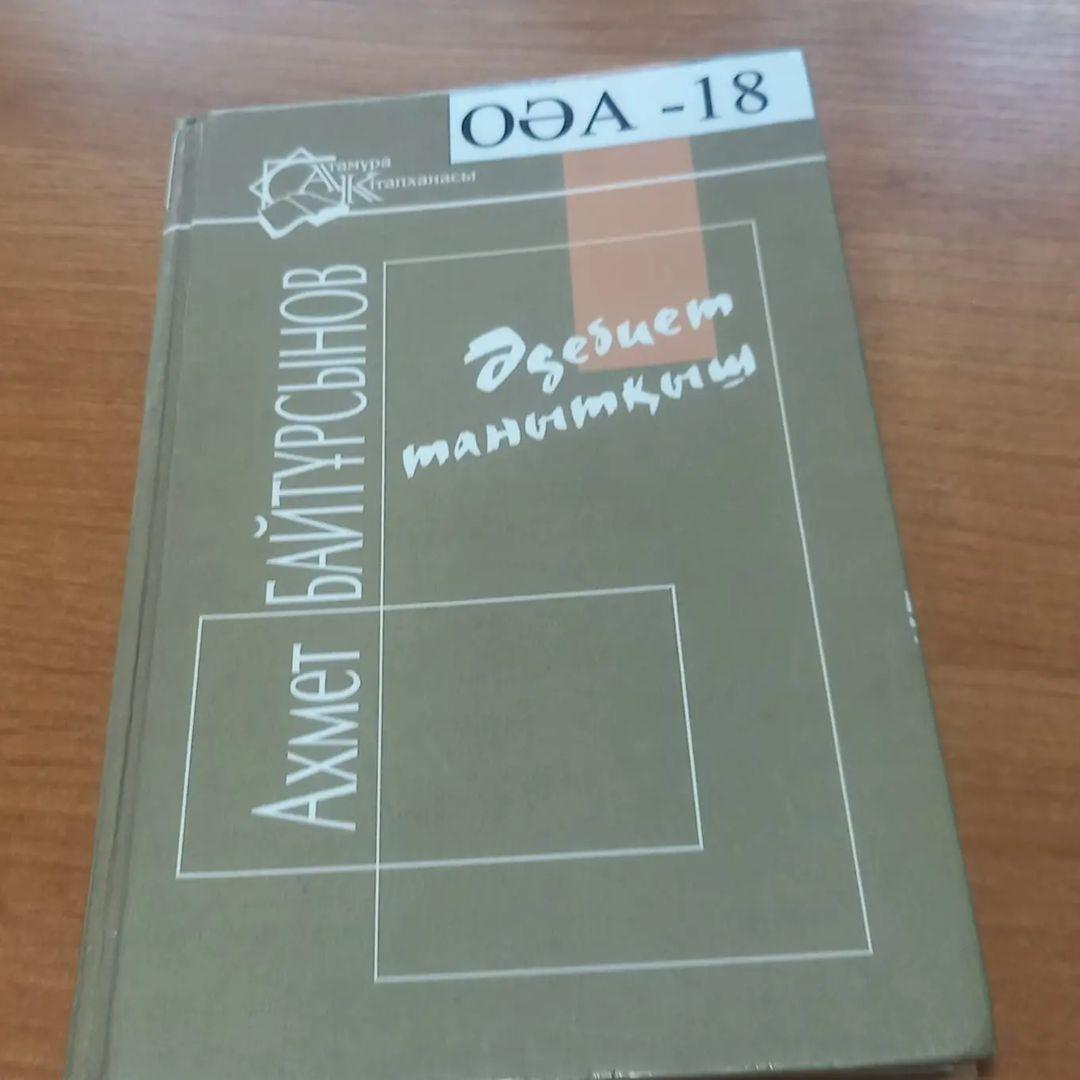 ОӘА -18
Атамұра
Кітапханасы
Ахмет БАЙТҰРСЫНОВ
Әдебиет
танытқыш